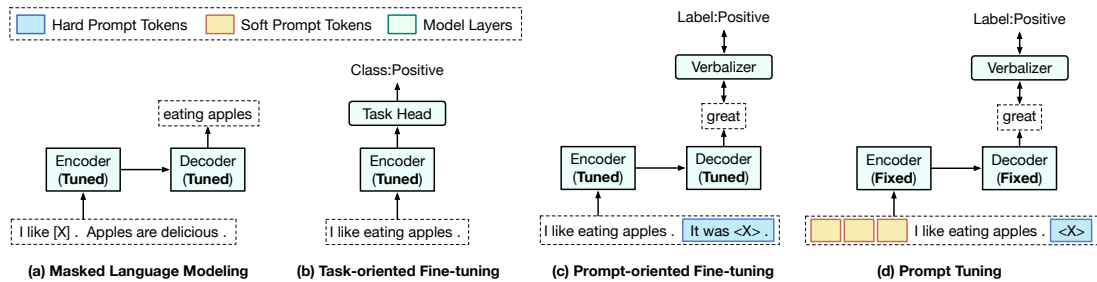 Hard Prompt Tokens Soft Prompt Tokens Model Layers
Class:Positive
Task Head
eating apples
Encoder
(Tuned)
Decoder
(Tuned)
I like [X] . Apples are delicious .
(a) Masked Language Modeling
Encoder
(Tuned)
I like eating apples .
(b) Task-oriented Fine-tuning
Label:Positive
Verbalizer
great
Encoder
(Tuned)
Decoder
(Tuned)
I like eating apples . It was <X> .
(c) Prompt-oriented Fine-tuning
Label:Positive
Verbalizer
great
Encoder
(Fixed)
Decoder
(Fixed)
I like eating apples . <X>
(d) Prompt Tuning